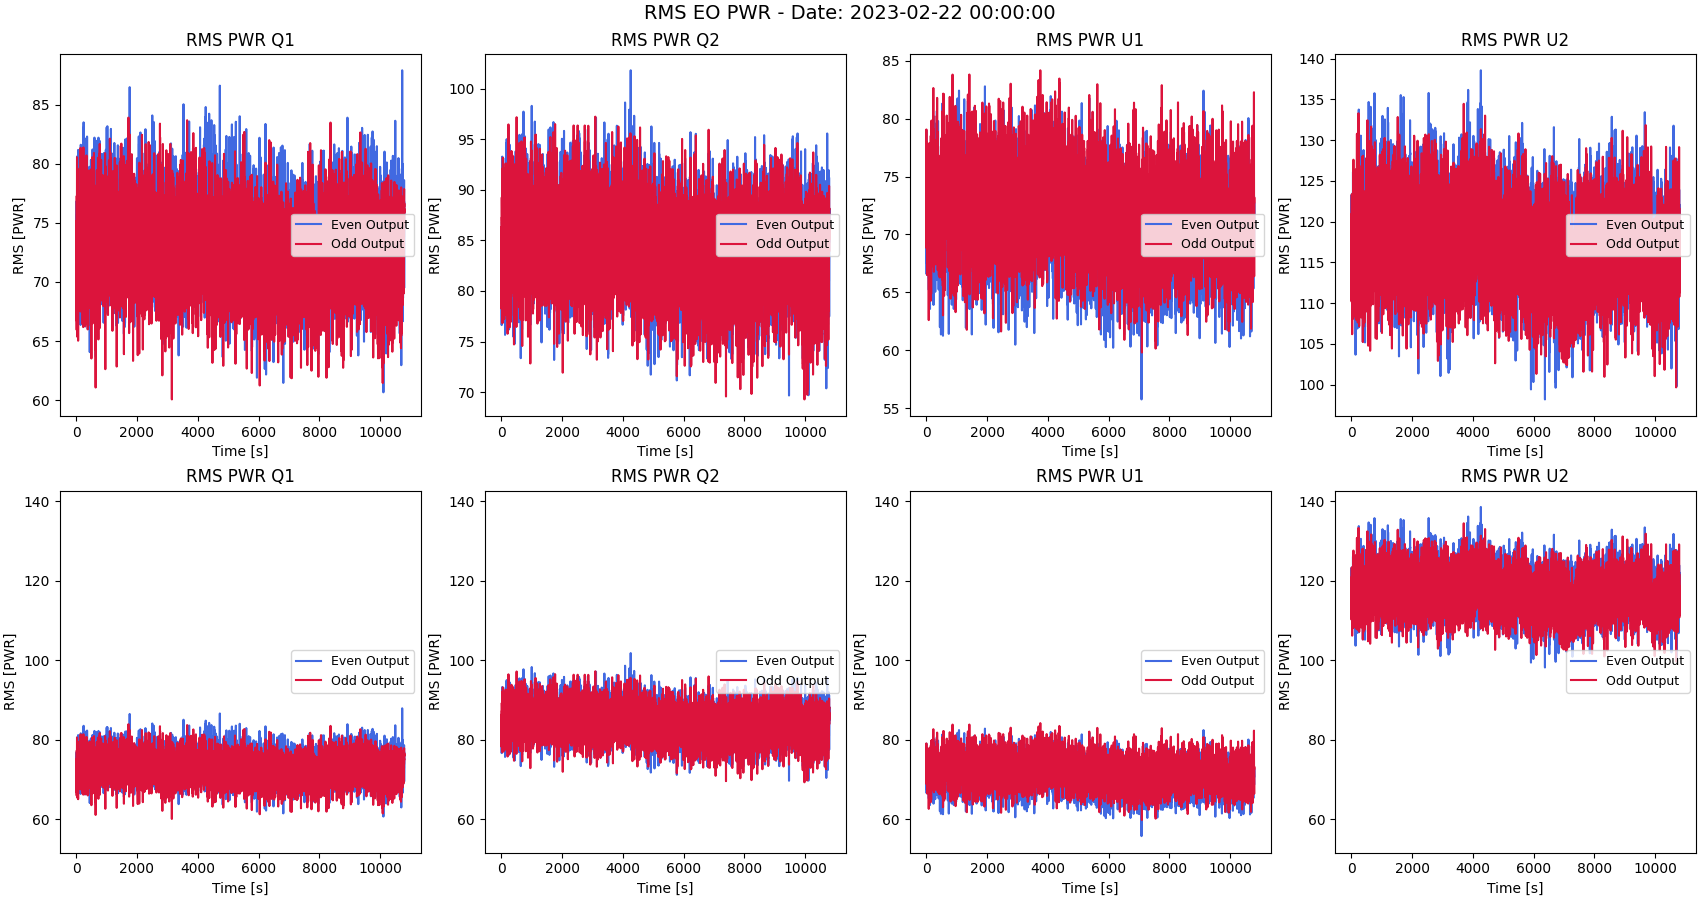 RMS EO PWR - Date: 2023-02-22 00:00:00
RMS PWR Q1
RMS [PWR]
85
80
75
70
65
60
0 2000 4000 6000 8000 10000
Time [s]
Even Output
Odd Output
RMS PWR Q2
RMS [PWR]
100
95
90
85
80
75
70
0 2000 4000 6000 8000 10000
Time [s]
Even Output
Odd Output
RMS PWR U1
RMS [PWR]
85
80
75
70
65
60
55
0 2000 4000 6000 8000 10000
Time [s]
Even Output
Odd Output
RMS PWR U2
RMS [PWR]
140
135
130
125
120
115
110
105
100
0 2000 4000 6000 8000 10000
Time [s]
Even Output
Odd Output
RMS PWR Q1
RMS [PWR]
140
120
100
80
60
0 2000 4000 6000 8000 10000
Time [s]
Even Output
Odd Output
RMS PWR Q2
RMS [PWR]
140
120
100
80
60
0 2000 4000 6000 8000 10000
Time [s]
Even Output
Odd Output
RMS PWR U1
RMS [PWR]
140
120
100
80
60
0 2000 4000 6000 8000 10000
Time [s]
Even Output
Odd Output
RMS PWR U2
RMS [PWR]
140
120
100
80
60
0 2000 4000 6000 8000 10000
Time [s]
Even Output
Odd Output